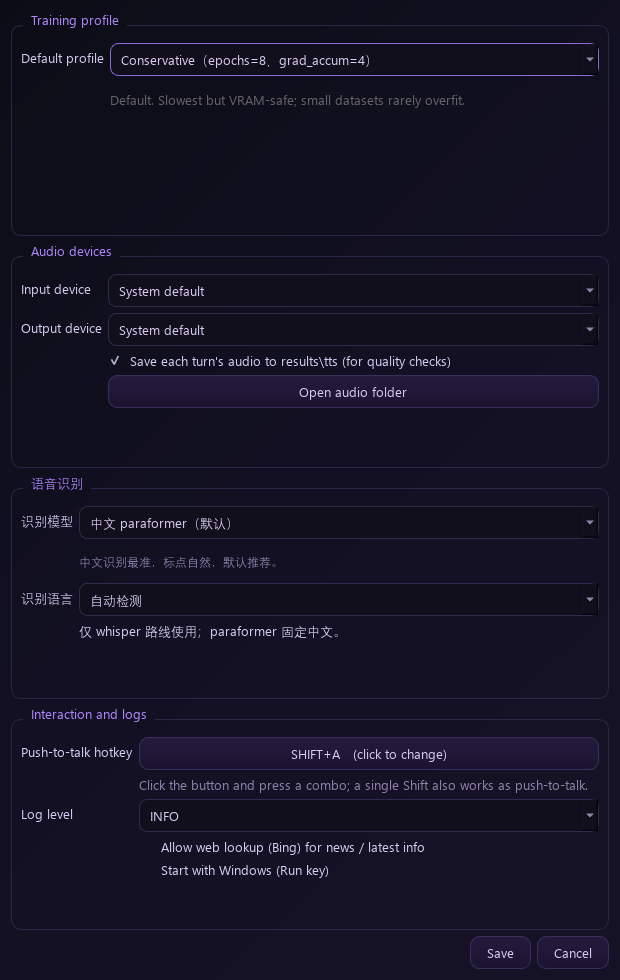 Training profile
Default profile
Conservative（epochs=8、grad_accum=4）
Default. Slowest but VRAM-safe; small datasets rarely overfit.
Audio devices
Input device
System default
Output device
System default
Save each turn's audio to results\tts (for quality checks)
Open audio folder
语音识别
识别模型
中文 paraformer（默认）
中文识别最准、标点自然、默认推荐。
识别语言
自动检测
仅 whisper 路线使用；paraformer 固定中文。
Interaction and logs
Push-to-talk hotkey
SHIFT+A   (click to change)
Click the button and press a combo; a single Shift also works as push-to-talk.
Log level
INFO
Allow web lookup (Bing) for news / latest info
Start with Windows (Run key)
Save
Cancel